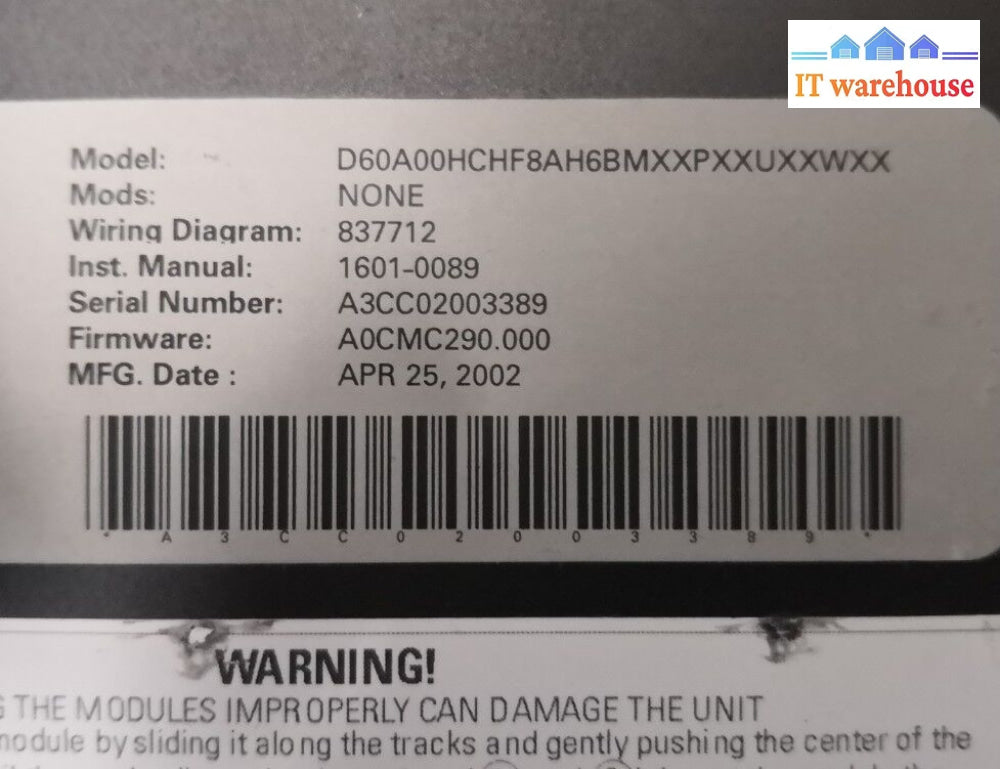 IT warehouse
Model: D60A00HCHF8AH6BMXXPXXUXXWXX
Mods: NONE
Wiring Diagram: 837712
Inst. Manual: 1601-0089
Serial Number: A3CC02003389
Firmware: A0CMC290.000
MFG. Date : APR 25, 2002
* A 3 C C 0 2 0 0 3 3 8 9 *
WARNING!
THE MODULES IMPROPERLY CAN DAMAGE THE UNIT
module by sliding it along the tracks and gently pushing the center of the